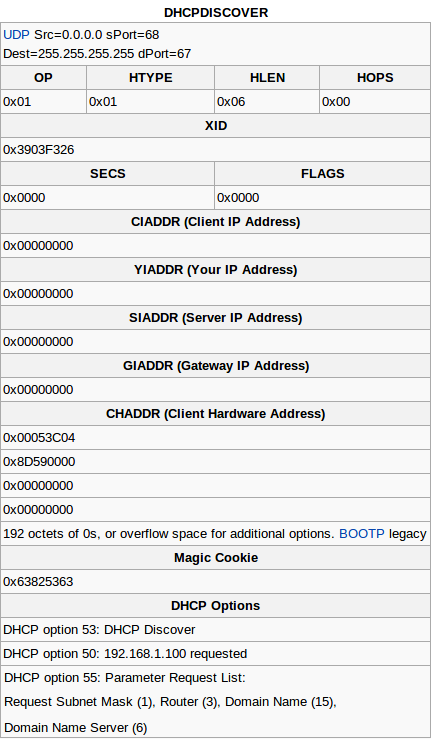 DHCPDISCOVER
UDP Src=0.0.0.0 sPort=68
Dest=255.255.255.255 dPort=67
OP HTYPE HLEN HOPS
0x01 0x01 0x06 0x00
XID
0x3903F326
SECS FLAGS
0x0000 0x0000
CIADDR (Client IP Address)
0x00000000
YIADDR (Your IP Address)
0x00000000
SIADDR (Server IP Address)
0x00000000
GIADDR (Gateway IP Address)
0x00000000
CHADDR (Client Hardware Address)
0x00053C04
0x8D590000
0x00000000
0x00000000
192 octets of 0s, or overflow space for additional options. BOOTP legacy
Magic Cookie
0x63825363
DHCP Options
DHCP option 53: DHCP Discover
DHCP option 50: 192.168.1.100 requested
DHCP option 55: Parameter Request List:
Request Subnet Mask (1), Router (3), Domain Name (15),
Domain Name Server (6)